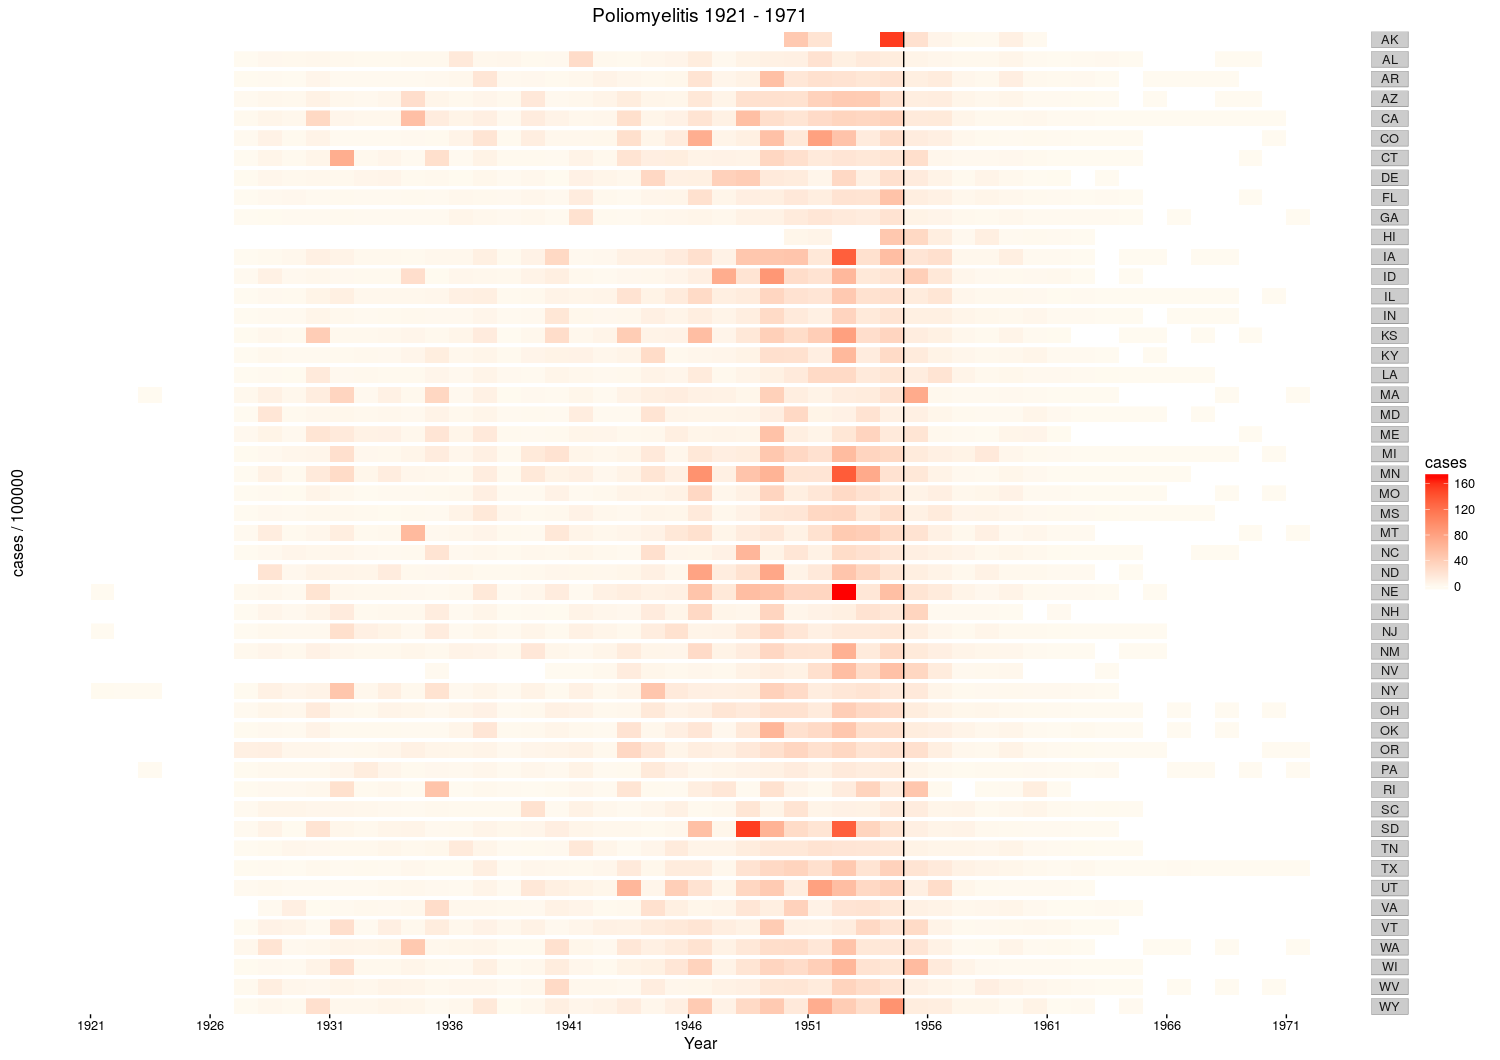 Poliomyelitis 1921 - 1971
AK
AL
AR
AZ
CA
CO
CT
DE
FL
GA
HI
IA
ID
IL
IN
KS
KY
LA
MA
MD
ME
MI
MN
MO
MS
MT
NC
ND
NE
NH
NJ
NM
NV
NY
OH
OK
OR
PA
RI
SC
SD
TN
TX
UT
VA
VT
WA
WI
WV
WY
cases / 100000
cases
160
120
80
40
0
1921 1926 1931 1936 1941 1946 1951 1956 1961 1966 1971
Year